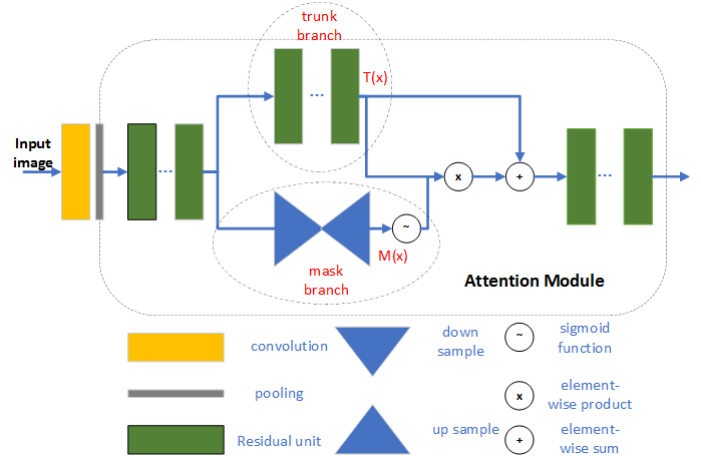 trunk
branch
T(x)
Input
image
...
...
...
x
+
~
M(x)
mask
branch
Attention Module
convolution
down
sample
~
sigmoid
function
pooling
x
element-
wise product
Residual unit
up sample
+
element-
wise sum